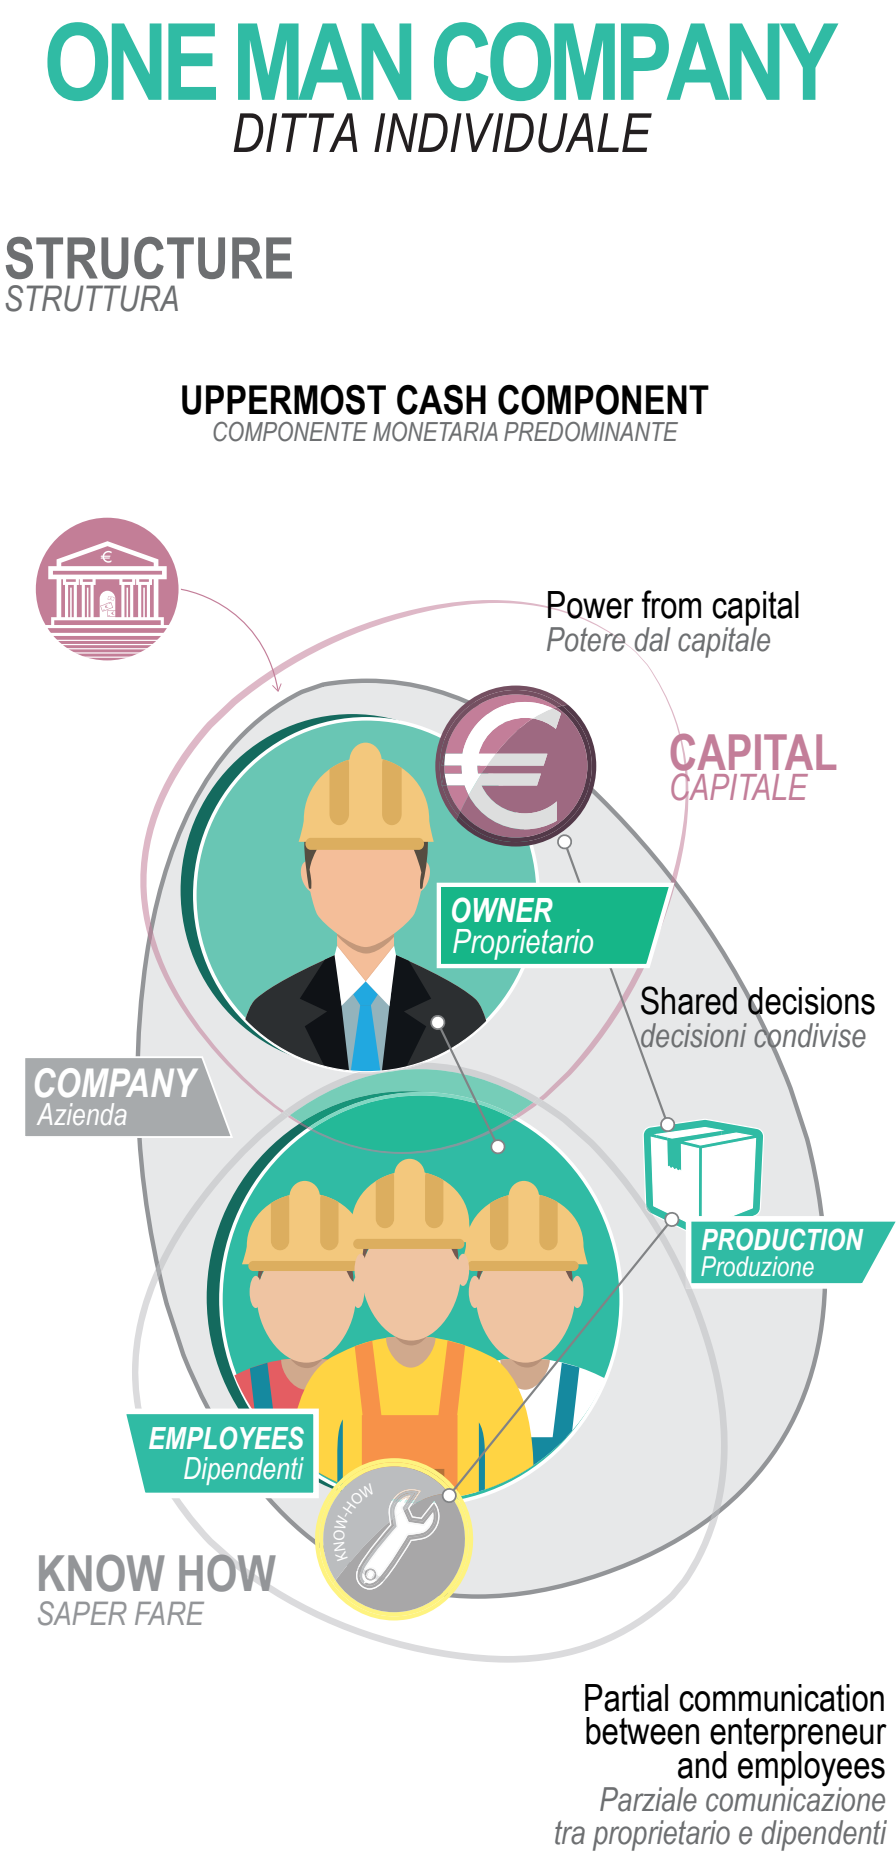 ONE MAN COMPANY
DITTA INDIVIDUALE
STRUCTURE
STRUTTURA
UPPERMOST CASH COMPONENT
COMPONENTE MONETARIA PREDOMINANTE
€
Power from capital
Potere dal capitale
€
CAPITAL
CAPITALE
OWNER
Proprietario
Shared decisions
decisioni condivise
COMPANY
Azienda
PRODUCTION
Produzione
EMPLOYEES
Dipendenti
KNOW-HOW
KNOW HOW
SAPER FARE
Partial communication
between enterpreneur
and employees
Parziale comunicazione
tra proprietario e dipendenti